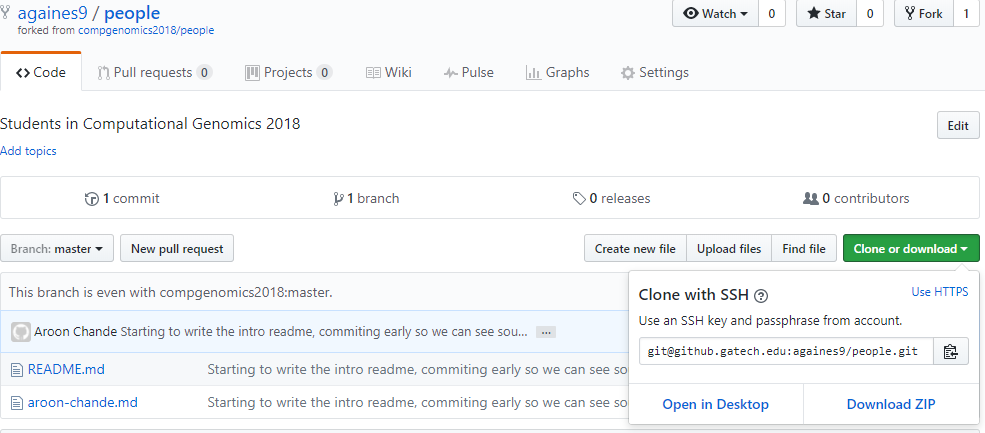 againes9 / people
forked from compgenomics2018/people
Watch 0 Star 0 Fork 1
Code Pull requests 0 Projects 0 Wiki Pulse Graphs Settings
Students in Computational Genomics 2018
Edit
Add topics
1 commit 1 branch 0 releases 0 contributors
Branch: master New pull request Create new file Upload files Find file Clone or download
This branch is even with compgenomics2018:master.
Aroon Chande Starting to write the intro readme, commiting early so we can see sou… …
README.md Starting to write the intro readme, commiting early so we can see so
aroon-chande.md Starting to write the intro readme, commiting early so we can see so
Clone with SSH Use HTTPS
Use an SSH key and passphrase from account.
git@github.gatech.edu:againes9/people.git
Open in Desktop Download ZIP